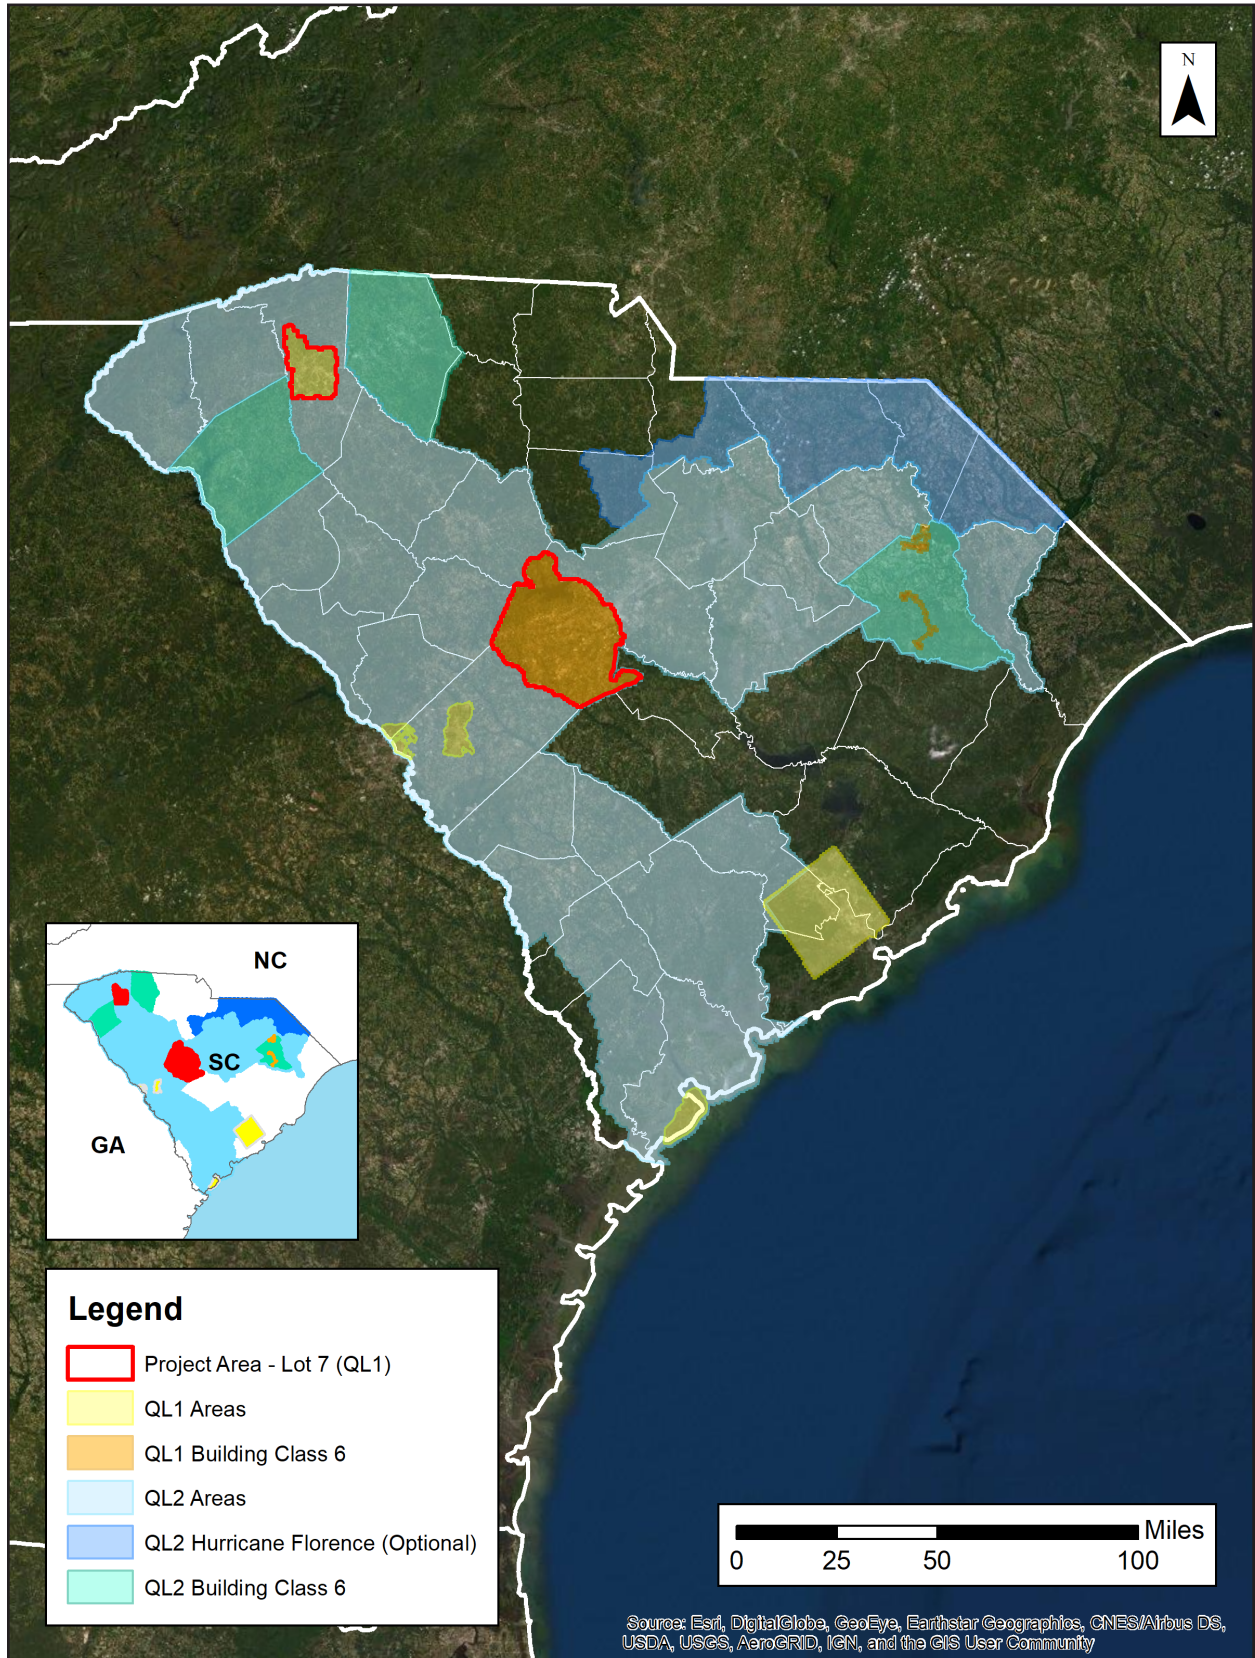 N
NC
SC
GA
Legend
Project Area - Lot 7 (QL1)
QL1 Areas
QL1 Building Class 6
QL2 Areas
QL2 Hurricane Florence (Optional)
QL2 Building Class 6
Miles
0 25 50 100
Source: Esri, DigitalGlobe, GeoEye, Earthstar Geographics, CNES/Airbus DS,
USDA, USGS, AeroGRID, IGN, and the GIS User Community